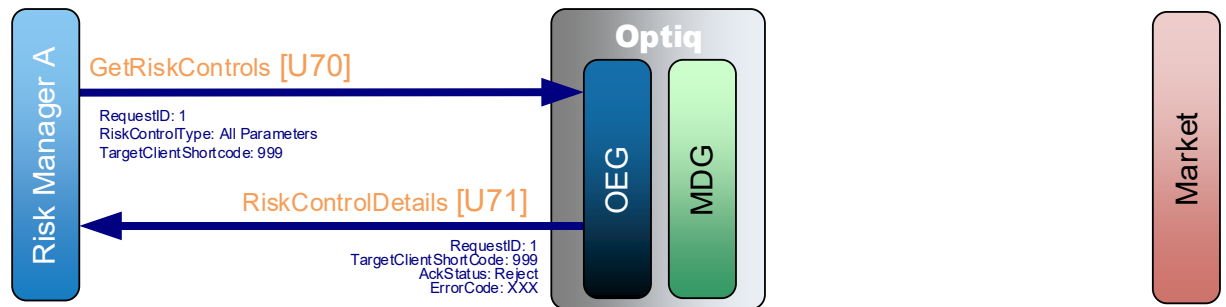 Optiq
Risk Manager A
GetRiskControls [U70]
RequestID: 1
RiskControlType: All Parameters
TargetClientShortcode: 999
OEG
MDG
Market
RiskControlDetails [U71]
RequestID: 1
TargetClientShortCode: 999
AckStatus: Reject
ErrorCode: XXX